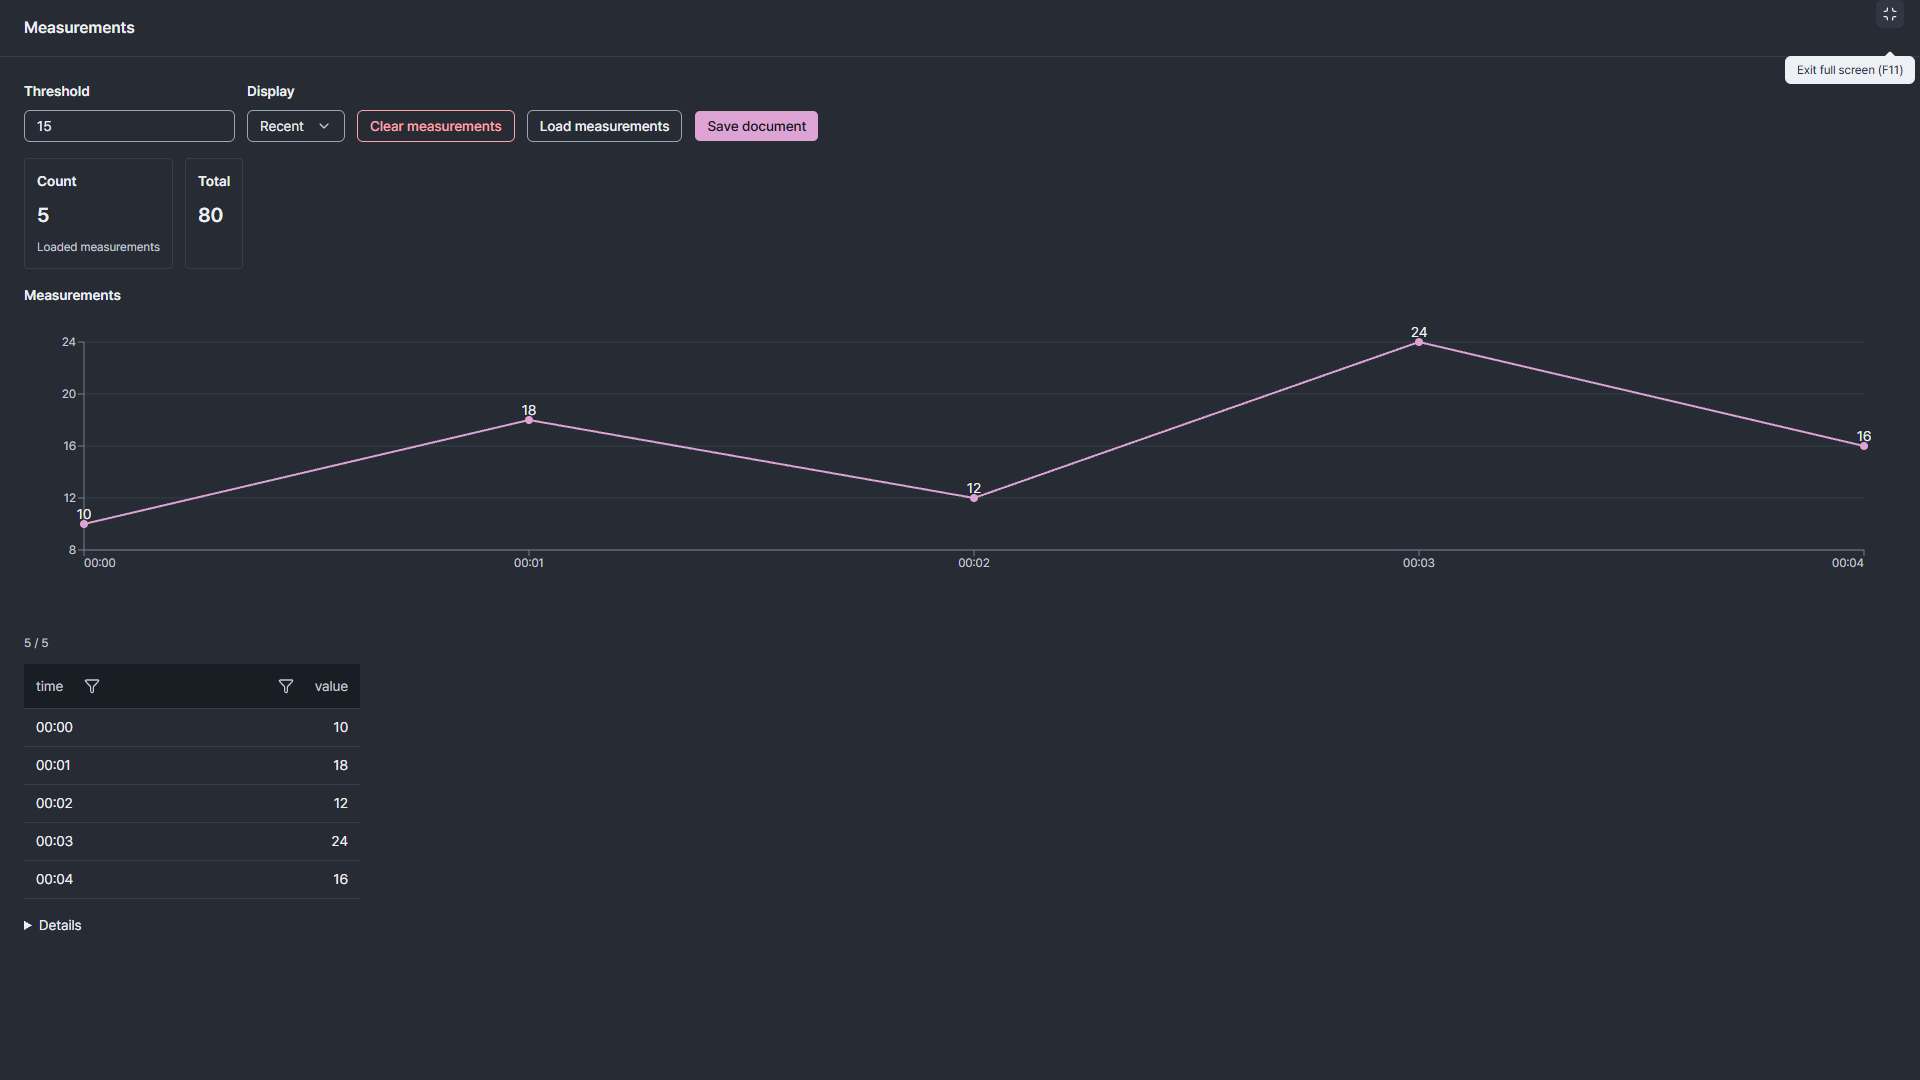 Measurements
Exit full screen (F11)
Threshold
Display
15
Recent
Clear measurements
Load measurements
Save document
Count
Total
5
80
Loaded measurements
Measurements
24
20
16
12
8
10
18
12
24
16
00:00
00:01
00:02
00:03
00:04
5 / 5
time value
00:00 10
00:01 18
00:02 12
00:03 24
00:04 16
Details